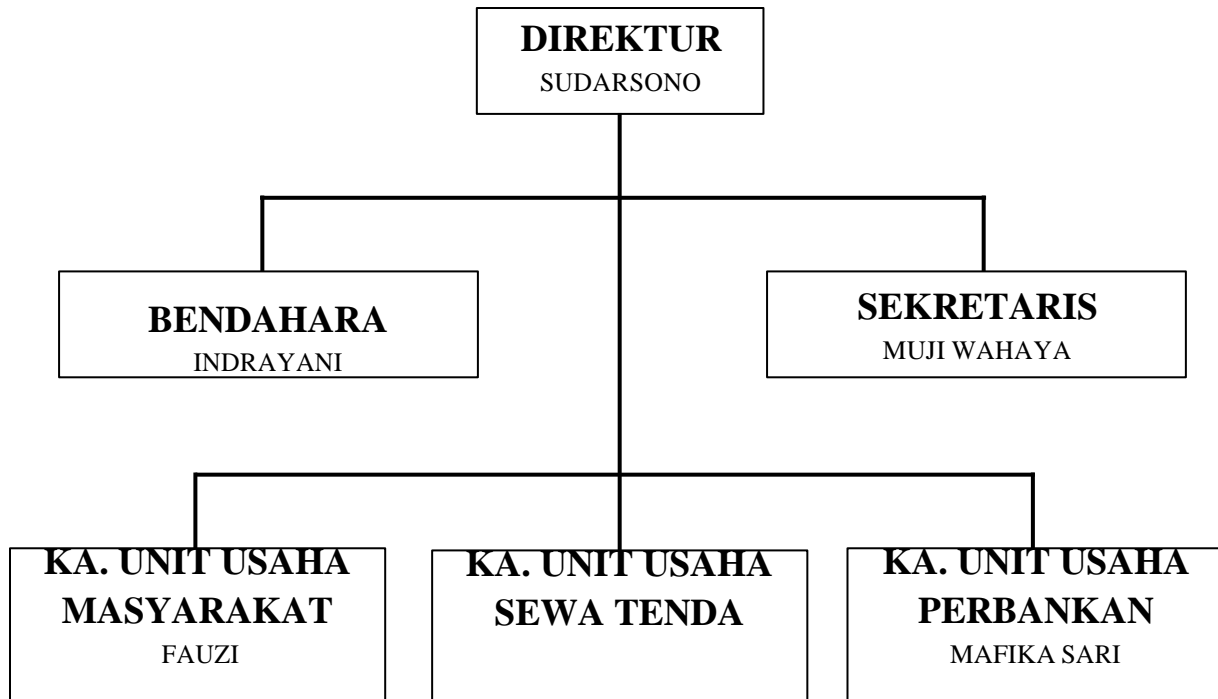 DIREKTUR
SUDARSONO
BENDAHARA
INDRAYANI
SEKRETARIS
MUJI WAHAYA
KA. UNIT USAHA
MASYARAKAT
FAUZI
KA. UNIT USAHA
SEWA TENDA
KA. UNIT USAHA
PERBANKAN
MAFIKA SARI